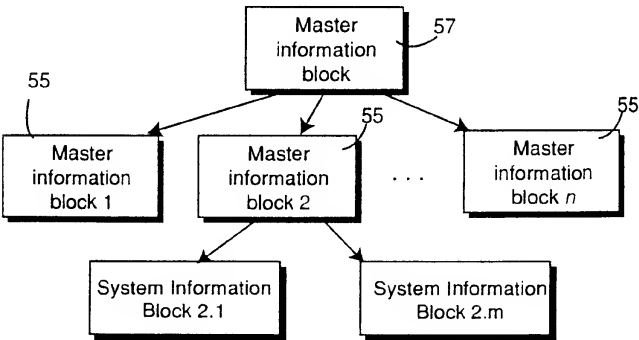 Master
information
block
57
55
55
55
Master
information
block 1
Master
information
block 2
. . .
Master
information
block n
System Information
Block 2.1
System Information
Block 2.m